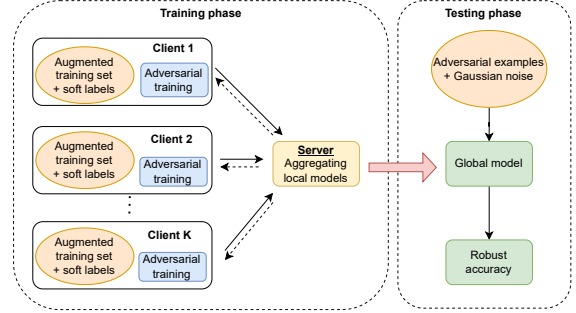 Training phase
Client 1
Augmented
training set
+ soft labels
Adversarial
training
Client 2
Augmented
training set
+ soft labels
Adversarial
training
Client K
Augmented
training set
+ soft labels
Adversarial
training
Server
Aggregating
local models
Testing phase
Adversarial examples
+ Gaussian noise
Global model
Robust
accuracy